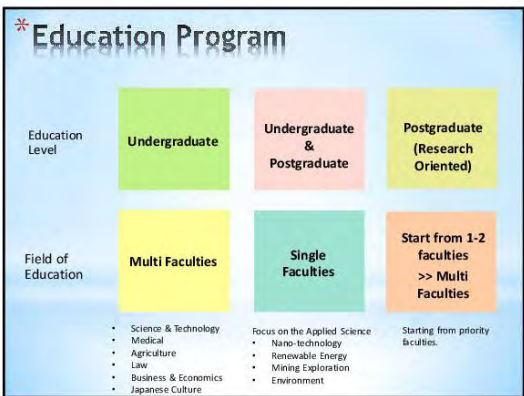 *Education Program
Education
Level
Undergraduate
Undergraduate
&
Postgraduate
Postgraduate
(Research
Oriented)
Field of
Education
Multi Faculties
Single
Faculties
Start from 1-2
faculties
>> Multi
Faculties
• Science & Technology
• Medical
• Agriculture
• Law
• Business & Economics
• Japanese Culture
Focus on the Applied Science
• Nano-technology
• Renewable Energy
• Mining Exploration
• Environment
Starting from priority
faculties.